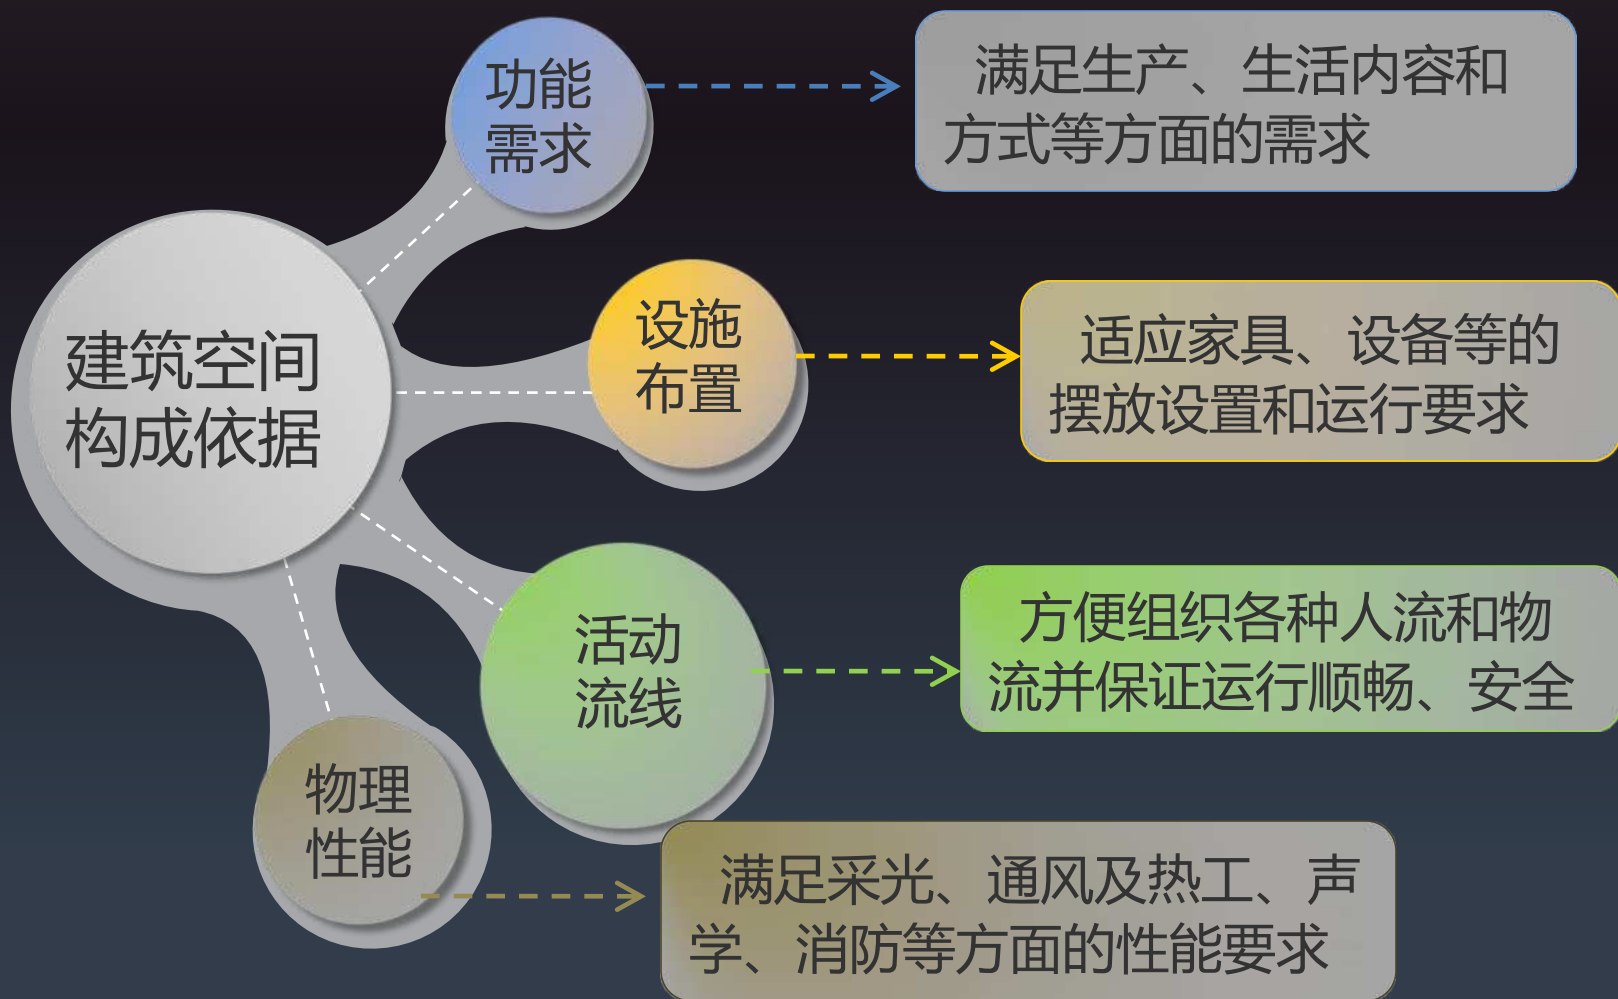 建筑空间
构成依据
功能
需求
满足生产、生活内容和
方式等方面的需求
设施
布置
适应家具、设备等的
摆放设置和运行要求
活动
流线
方便组织各种人流和物
流并保证运行顺畅、安全
物理
性能
满足采光、通风及热工、声
学、消防等方面的性能要求